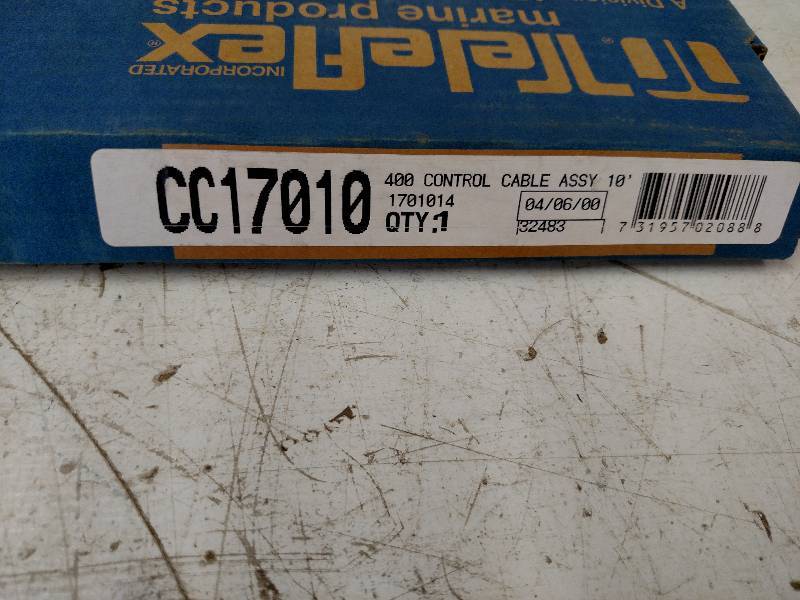 A Division
marine products
Teleflex®
INCORPORATED ®
CC17010
400 CONTROL CABLE ASSY 10'
1701014
04/06/00
QTY:1
32483
7 31957 02088 8